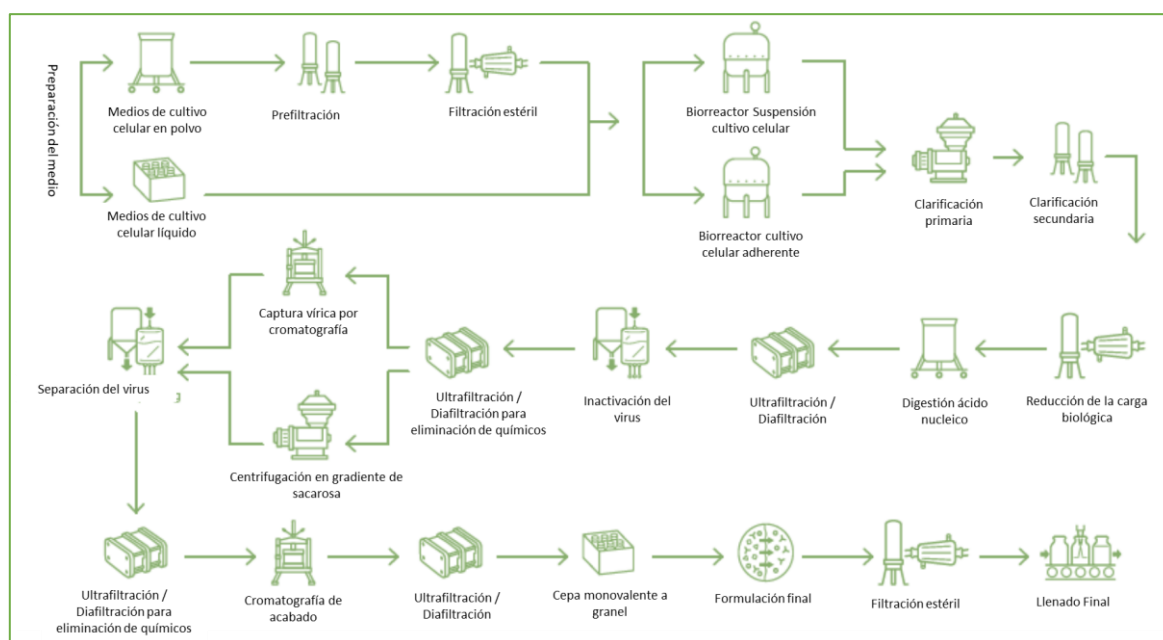 Preparación del medio
Medios de cultivo
celular en polvo
Prefiltración
Filtración estéril
Medios de cultivo
celular líquido
Biorreactor Suspensión
cultivo celular
Biorreactor cultivo
celular adherente
Clarificación
primaria
Clarificación
secundaria
Reducción de la carga
biológica
Digestión ácido
nucleico
Ultrafiltración /
Diafiltración
Inactivación del
virus
Ultrafiltración /
Diafiltración para
eliminación de químicos
Captura vírica por
cromatografía
Centrifugación en gradiente de
sacarosa
Separación del virus
Ultrafiltración /
Diafiltración para
eliminación de químicos
Cromatografía de
acabado
Ultrafiltración /
Diafiltración
Cepa monovalente a
granel
Formulación final
Filtración estéril
Llenado Final